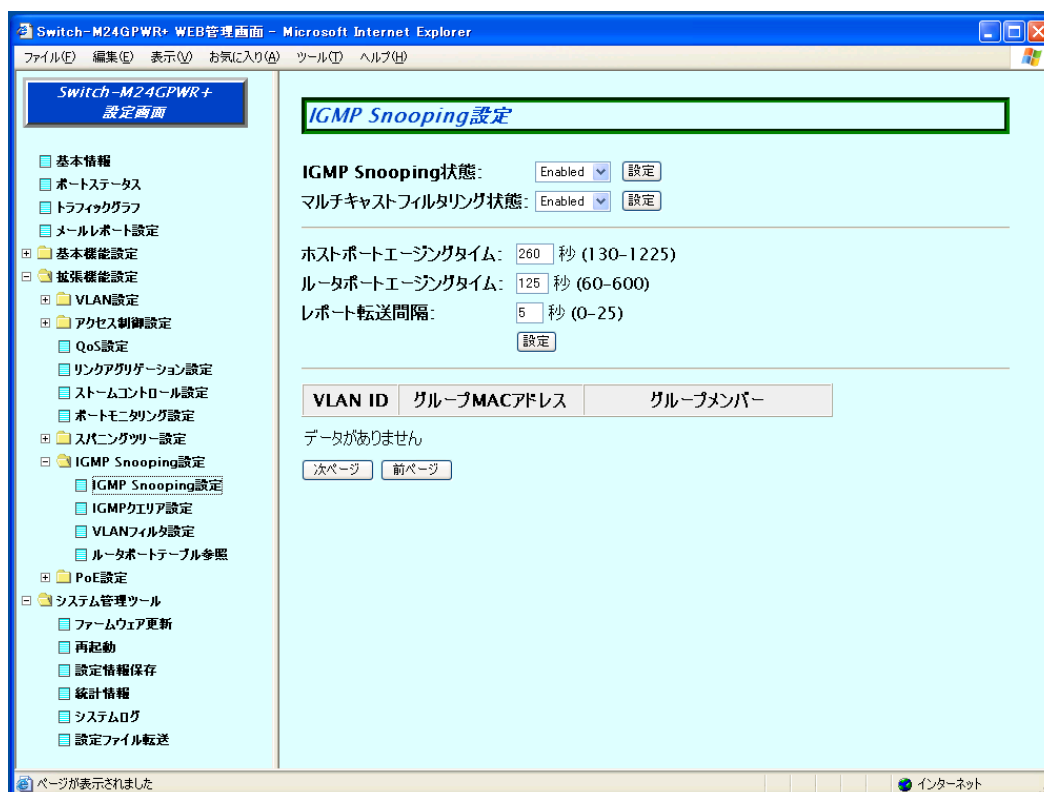 Switch-M24GPWR+ WEB管理画面 - Microsoft Internet Explorer
ファイル(F) 編集(E) 表示(V) お気に入り(A) ツール(T) ヘルプ(H)
Switch-M24GPWR+
設定画面
基本情報
ポートステータス
トラフィックグラフ
メールレポート設定
基本機能設定
拡張機能設定
VLAN設定
アクセス制御設定
QoS設定
リンクアグリゲーション設定
ストームコントロール設定
ポートモニタリング設定
スパニングツリー設定
IGMP Snooping設定
IGMP Snooping設定
IGMPクエリア設定
VLANフィルタ設定
ルータポートテーブル参照
PoE設定
システム管理ツール
ファームウェア更新
再起動
設定情報保存
統計情報
システムログ
設定ファイル転送
IGMP Snooping設定
IGMP Snooping状態: Enabled 設定
マルチキャストフィルタリング状態: Enabled 設定
ホストポートエージングタイム: 260 秒 (130-1225)
ルータポートエージングタイム: 125 秒 (60-600)
レポート転送間隔: 5 秒 (0-25)
設定
VLAN ID グループMACアドレス グループメンバー
データがありません
次ページ 前ページ
ページが表示されました インターネット